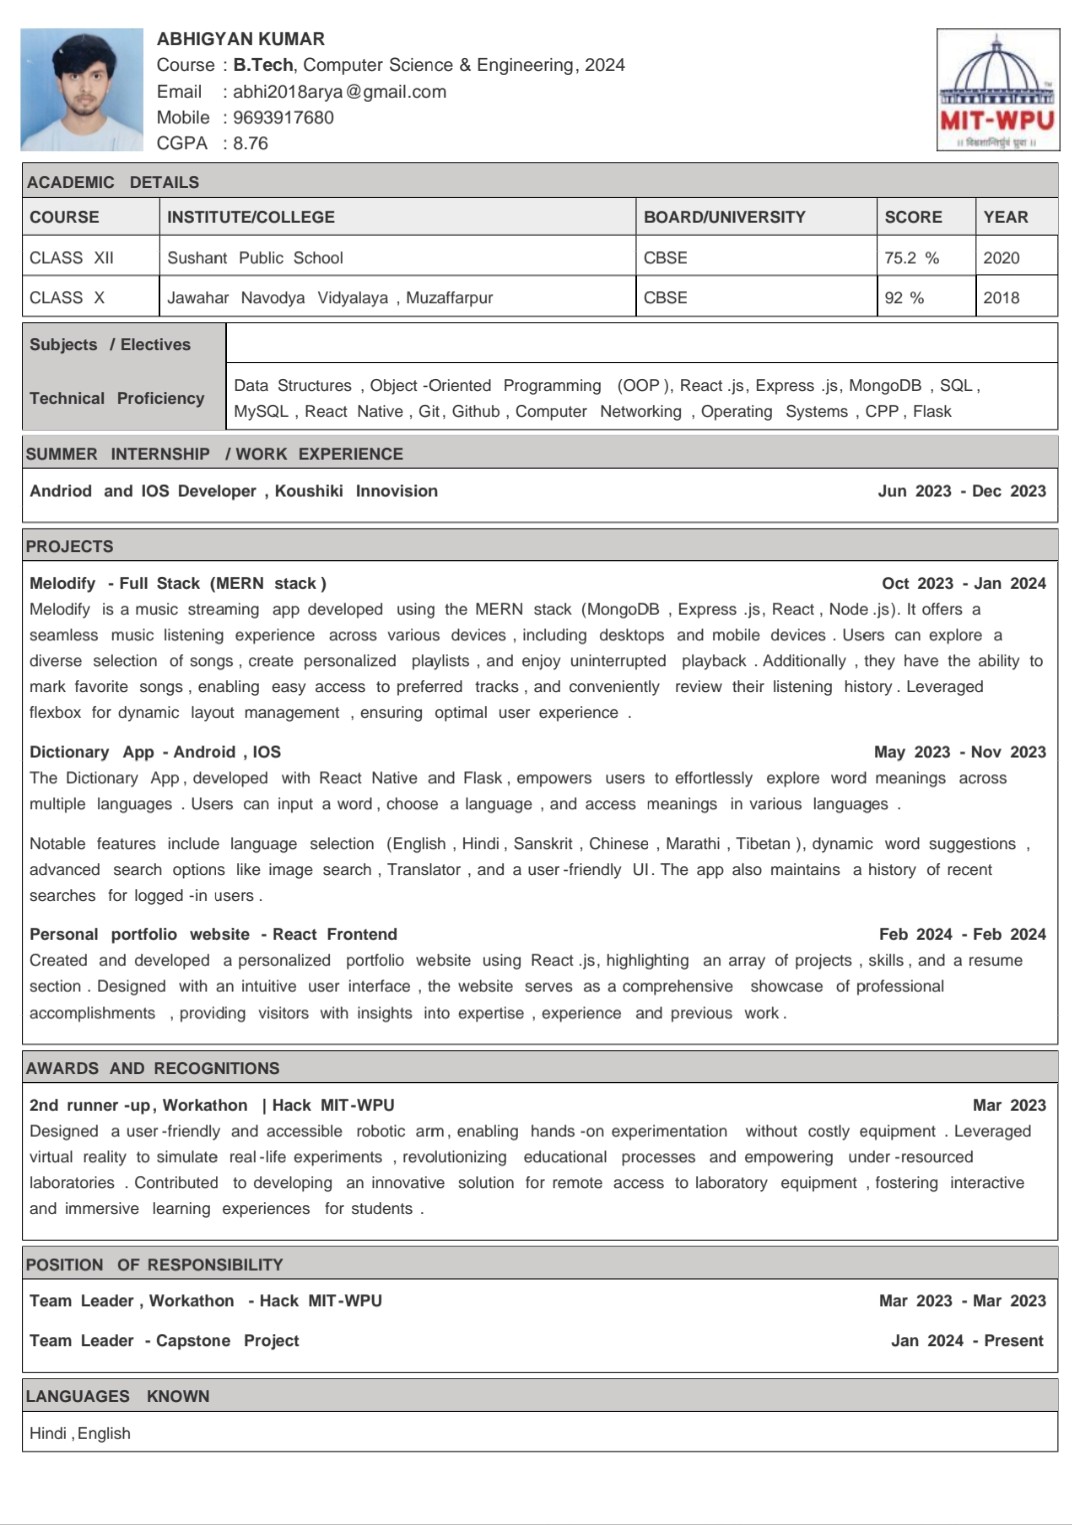 ABHIGYAN KUMAR
Course : B.Tech, Computer Science & Engineering, 2024
Email : abhi2018arya@gmail.com
Mobile : 9693917680
CGPA : 8.76
MIT-WPU
ACADEMIC DETAILS
COURSE INSTITUTE/COLLEGE BOARD/UNIVERSITY SCORE YEAR
CLASS XII Sushant Public School CBSE 75.2 % 2020
CLASS X Jawahar Navodya Vidyalaya , Muzaffarpur CBSE 92 % 2018
Subjects / Electives
Technical Proficiency
Data Structures , Object -Oriented Programming (OOP ), React .js, Express .js, MongoDB , SQL ,
MySQL , React Native , Git, Github , Computer Networking , Operating Systems , CPP , Flask
SUMMER INTERNSHIP / WORK EXPERIENCE
Andriod and IOS Developer , Koushiki Innovision Jun 2023 - Dec 2023
PROJECTS
Melodify - Full Stack (MERN stack ) Oct 2023 - Jan 2024
Melodify is a music streaming app developed using the MERN stack (MongoDB , Express .js, React , Node .js). It offers a
seamless music listening experience across various devices , including desktops and mobile devices . Users can explore a
diverse selection of songs , create personalized playlists , and enjoy uninterrupted playback . Additionally , they have the ability to
mark favorite songs , enabling easy access to preferred tracks , and conveniently review their listening history . Leveraged
flexbox for dynamic layout management , ensuring optimal user experience .
Dictionary App - Android , IOS May 2023 - Nov 2023
The Dictionary App , developed with React Native and Flask , empowers users to effortlessly explore word meanings across
multiple languages . Users can input a word , choose a language , and access meanings in various languages .
Notable features include language selection (English , Hindi , Sanskrit , Chinese , Marathi , Tibetan ), dynamic word suggestions ,
advanced search options like image search , Translator , and a user -friendly UI. The app also maintains a history of recent
searches for logged -in users .
Personal portfolio website - React Frontend Feb 2024 - Feb 2024
Created and developed a personalized portfolio website using React .js, highlighting an array of projects , skills , and a resume
section . Designed with an intuitive user interface , the website serves as a comprehensive showcase of professional
accomplishments , providing visitors with insights into expertise , experience and previous work .
AWARDS AND RECOGNITIONS
2nd runner -up, Workathon | Hack MIT-WPU Mar 2023
Designed a user -friendly and accessible robotic arm, enabling hands -on experimentation without costly equipment . Leveraged
virtual reality to simulate real -life experiments , revolutionizing educational processes and empowering under -resourced
laboratories . Contributed to developing an innovative solution for remote access to laboratory equipment , fostering interactive
and immersive learning experiences for students .
POSITION OF RESPONSIBILITY
Team Leader , Workathon - Hack MIT-WPU Mar 2023 - Mar 2023
Team Leader - Capstone Project Jan 2024 - Present
LANGUAGES KNOWN
Hindi , English